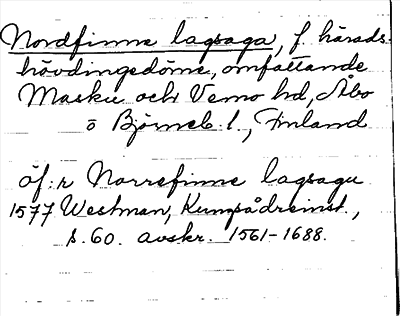 Nordfinne lagsaga, f. härads-
hövdingedöme, omfattande
Masku och Vemo hd, Åbo
o Björneb. l., Finland
öf:r Norrefinne lagsagu
1577 Westman, Kungsådreinst.,
s. 60. avskr. 1561-1688.